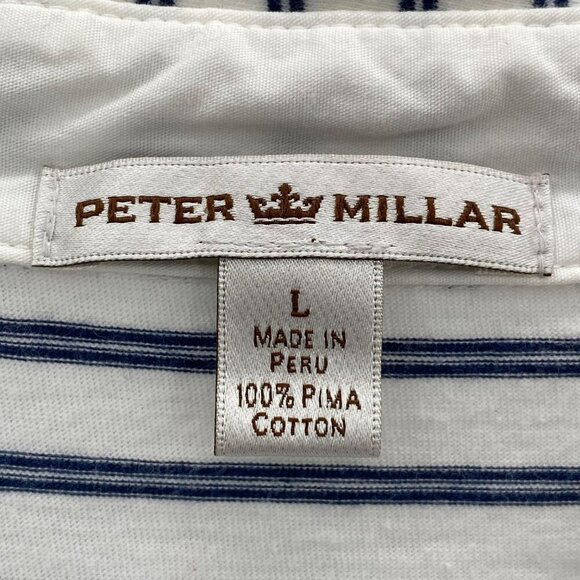 PETER MILLAR
L
MADE IN
PERU
100% PIMA
COTTON